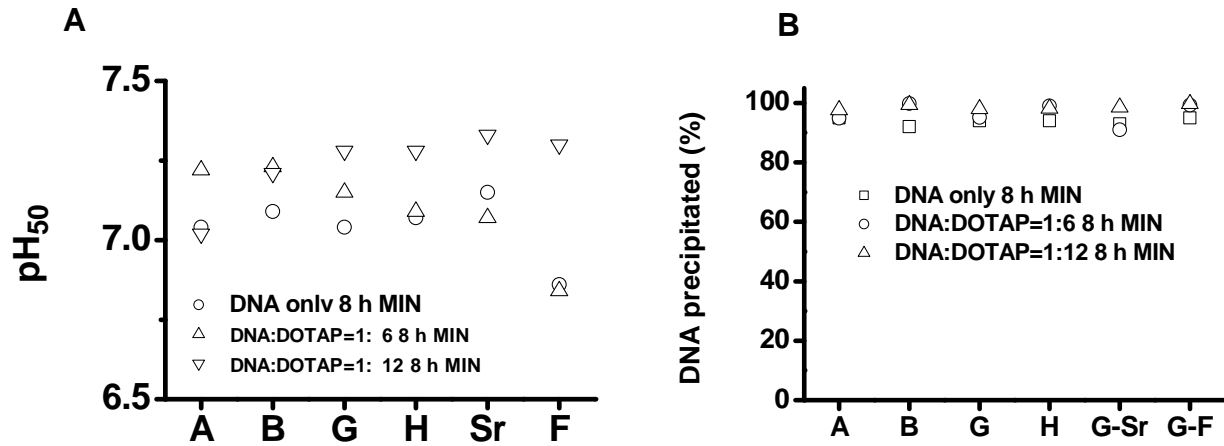 A
pH50
7.5
7.0
6.5
DNA onlv 8 h MIN
DNA:DOTAP=1: 6 8 h MIN
DNA:DOTAP=1: 12 8 h MIN
A B G H Sr F
B
DNA precipitated (%)
100
80
60
40
20
0
DNA only 8 h MIN
DNA:DOTAP=1:6 8 h MIN
DNA:DOTAP=1:12 8 h MIN
A B G H G-Sr G-F